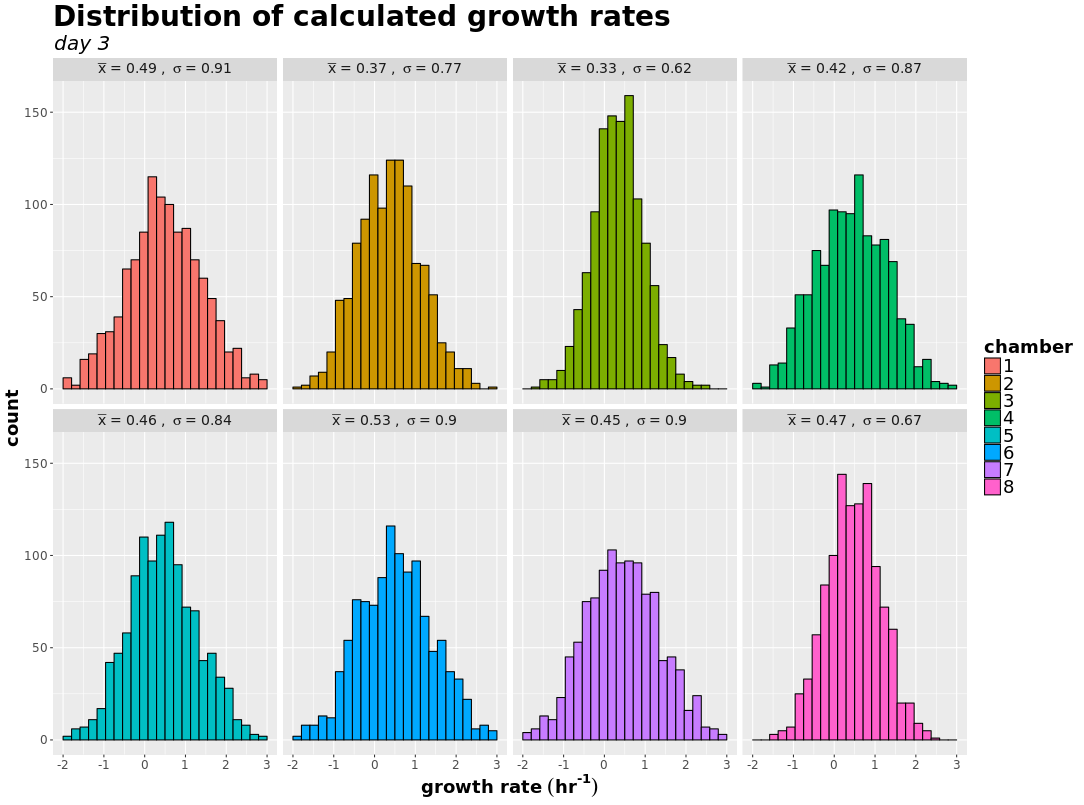 Distribution of calculated growth rates
day 3
x̅ = 0.49 , σ = 0.91
x̅ = 0.37 , σ = 0.77
x̅ = 0.33 , σ = 0.62
x̅ = 0.42 , σ = 0.87
150
100
50
0
x̅ = 0.46 , σ = 0.84
x̅ = 0.53 , σ = 0.9
x̅ = 0.45 , σ = 0.9
x̅ = 0.47 , σ = 0.67
150
100
50
0
-2 -1 0 1 2 3
-2 -1 0 1 2 3
-2 -1 0 1 2 3
-2 -1 0 1 2 3
growth rate (hr⁻¹)
count
chamber
1
2
3
4
5
6
7
8